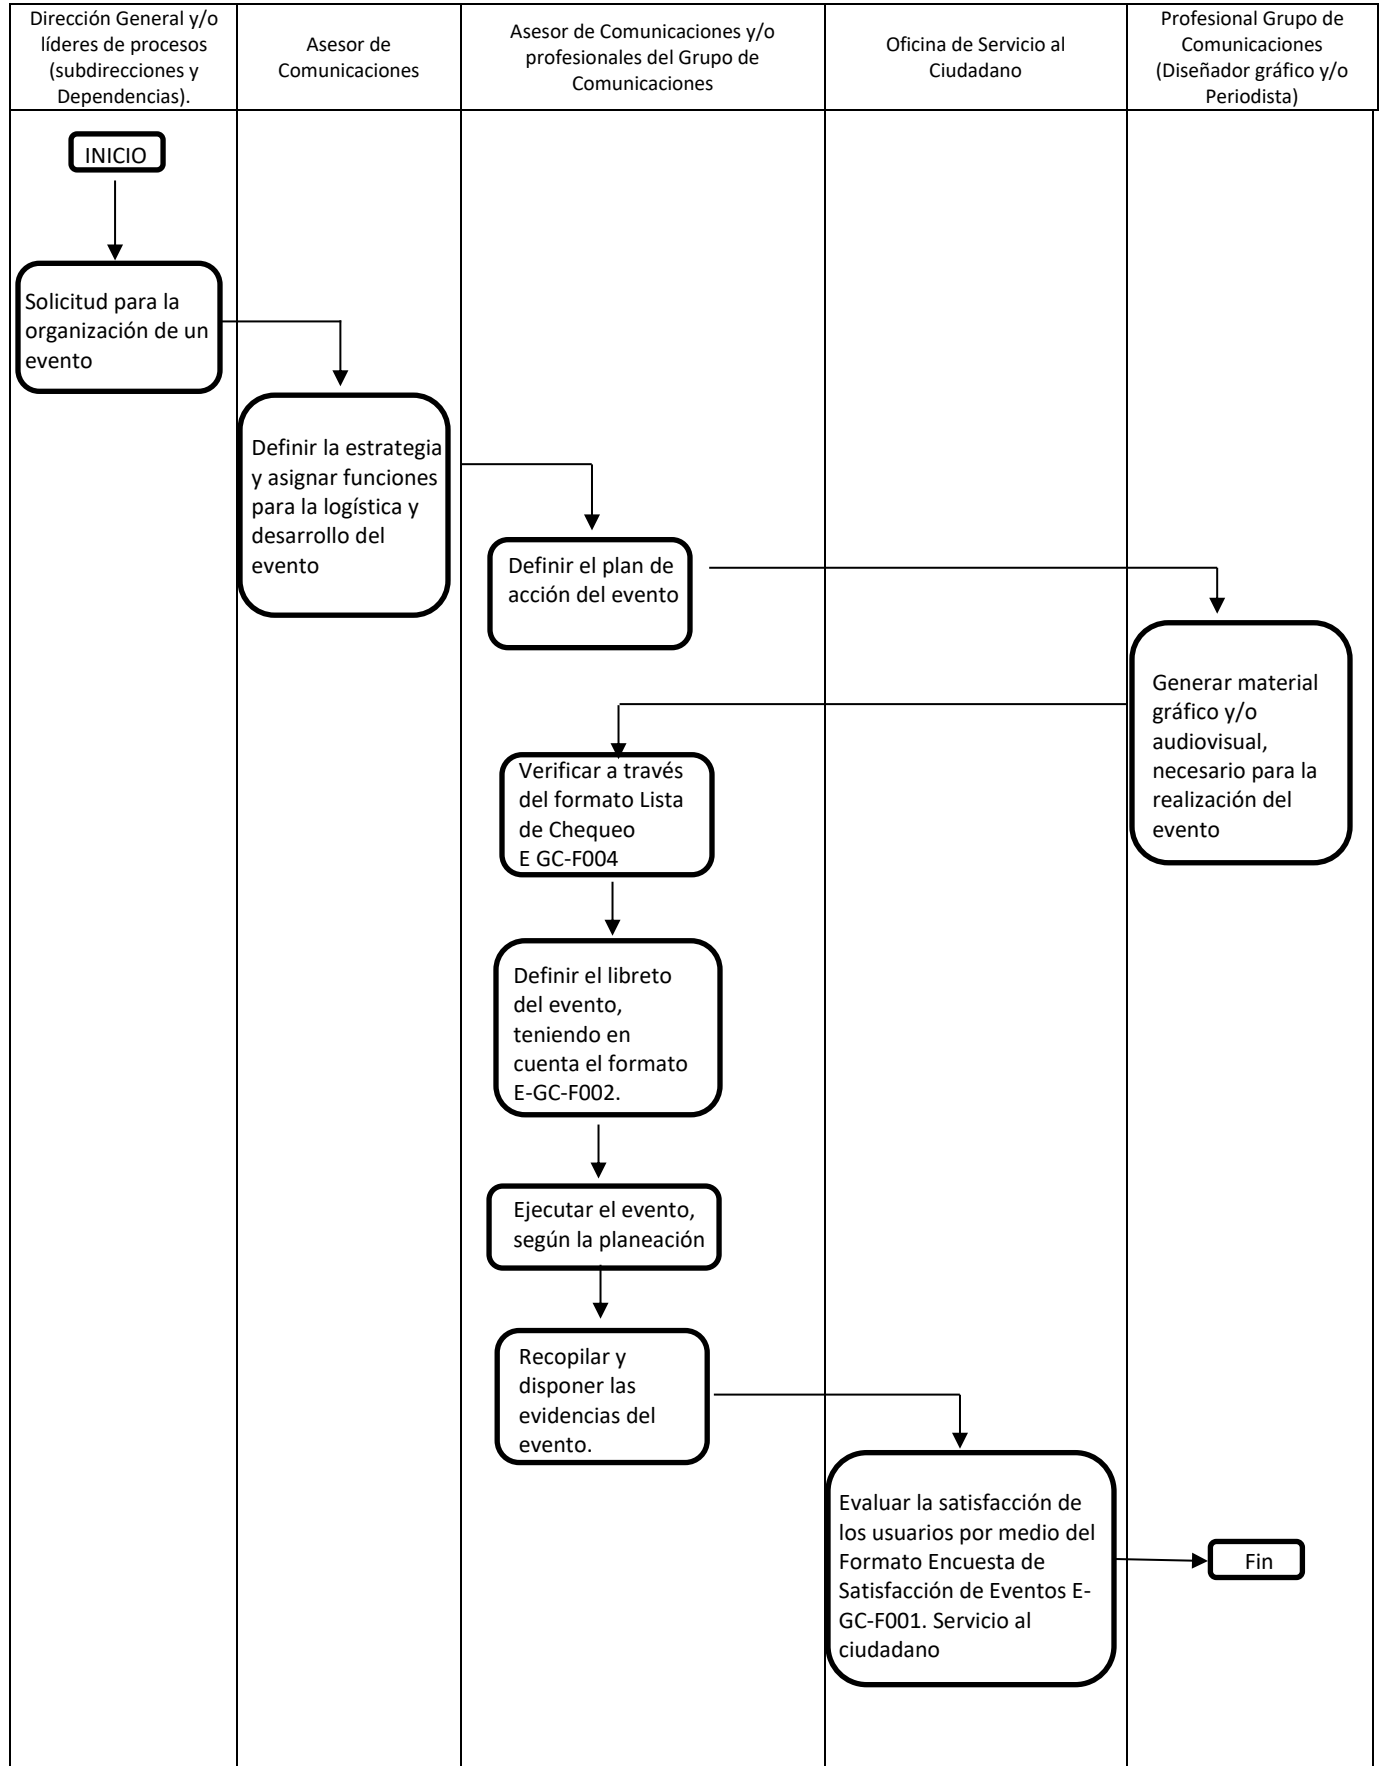 Dirección General y/o
líderes de procesos
(subdirecciones y
Dependencias).
Asesor de
Comunicaciones
Asesor de Comunicaciones y/o
profesionales del Grupo de
Comunicaciones
Oficina de Servicio al
Ciudadano
Profesional Grupo de
Comunicaciones
(Diseñador gráfico y/o
Periodista)
INICIO
Solicitud para la
organización de un
evento
Definir la estrategia
y asignar funciones
para la logística y
desarrollo del
evento
Definir el plan de
acción del evento
Generar material
gráfico y/o
audiovisual,
necesario para la
realización del
evento
Verificar a través
del formato Lista
de Chequeo
E GC-F004
Definir el libreto
del evento,
teniendo en
cuenta el formato
E-GC-F002.
Ejecutar el evento,
según la planeación
Recopilar y
disponer las
evidencias del
evento.
Evaluar la satisfacción de
los usuarios por medio del
Formato Encuesta de
Satisfacción de Eventos E-
GC-F001. Servicio al
ciudadano
Fin